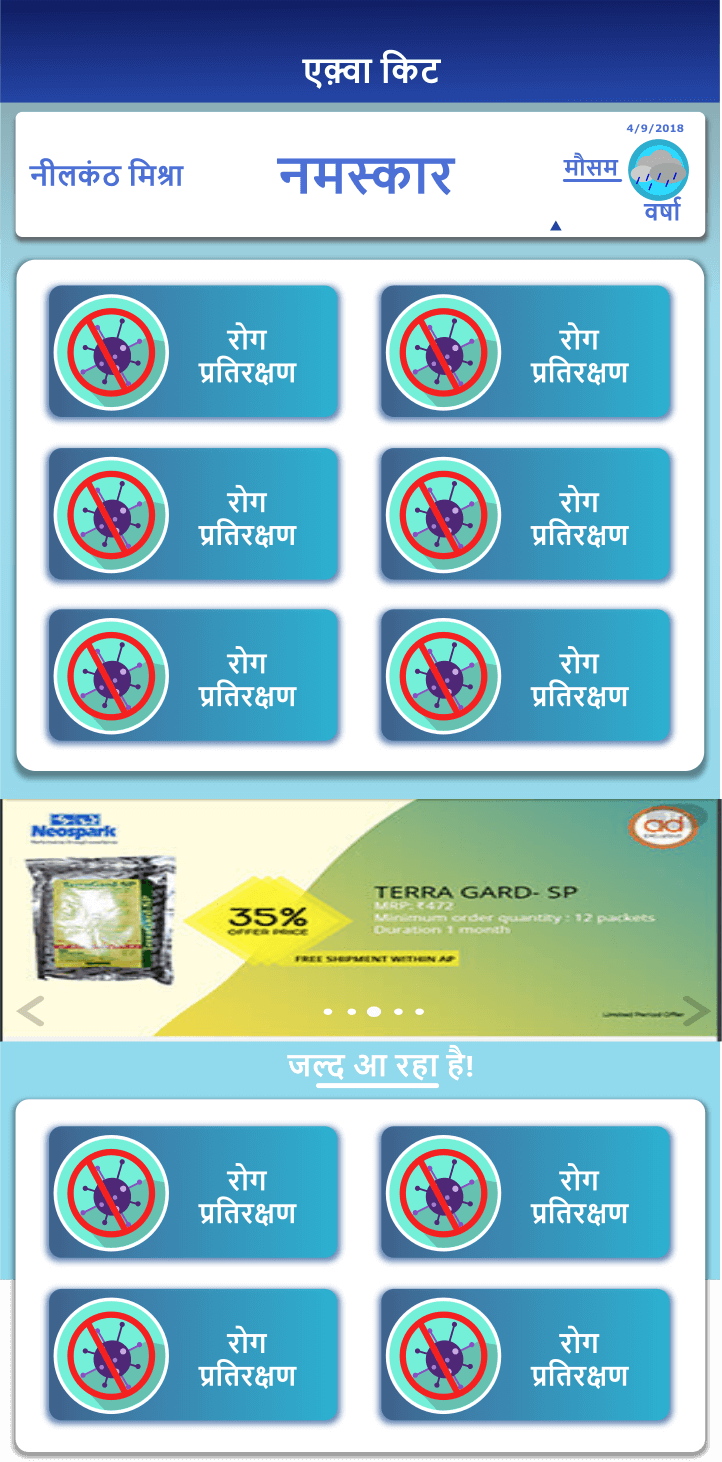 एक़्वा किट
4/9/2018
नीलकंठ मिश्रा
नमस्कार
मौसम
वर्षा
रोग
प्रतिरक्षण
रोग
प्रतिरक्षण
रोग
प्रतिरक्षण
रोग
प्रतिरक्षण
रोग
प्रतिरक्षण
रोग
प्रतिरक्षण
Neospark
ad
TerraGard-SP
35%
OFFER PRICE
TERRA GARD- SP
MRP: ₹472
Minimum order quantity : 12 packets
Duration 1 month
FREE SHIPMENT WITHIN AP
Limited Period Offer
जल्द आ रहा है!
रोग
प्रतिरक्षण
रोग
प्रतिरक्षण
रोग
प्रतिरक्षण
रोग
प्रतिरक्षण